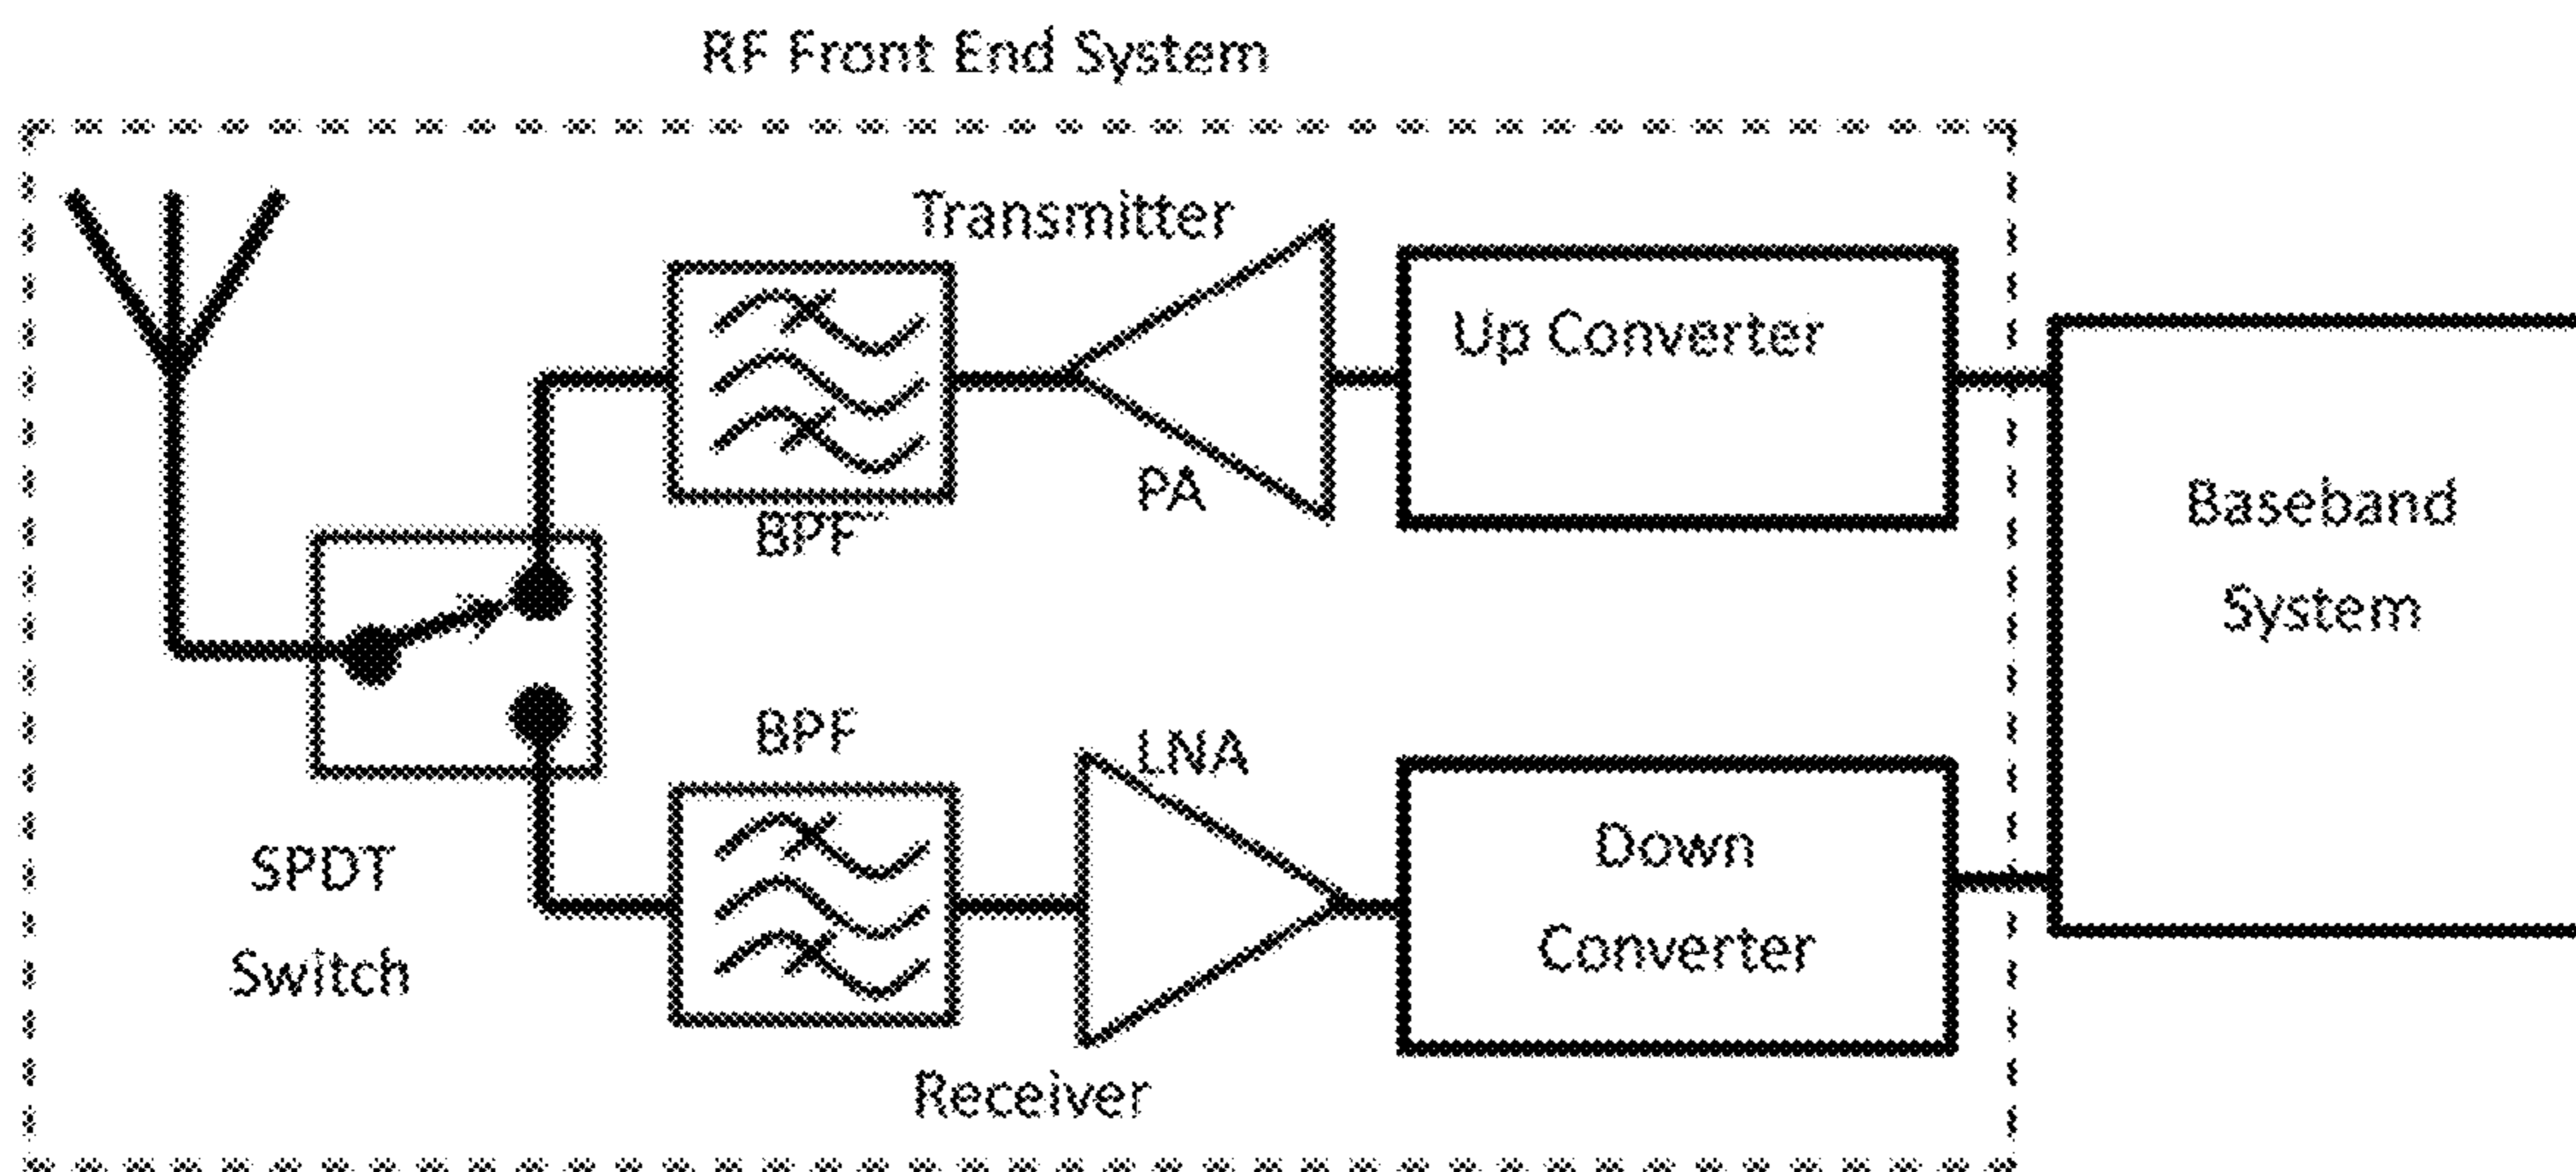 RF Front End System
Transmitter
Up Converter
PA
BPF
Baseband
System
BPF
LNA
SPDT
Switch
Down
Converter
Receiver